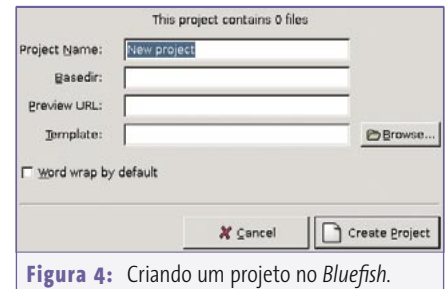 This project contains 0 files
Project Name: New project
Basedir:
Preview URL:
Template: Browse...
Word wrap by default
Cancel Create Project
Figura 4: Criando um projeto no Bluefish.